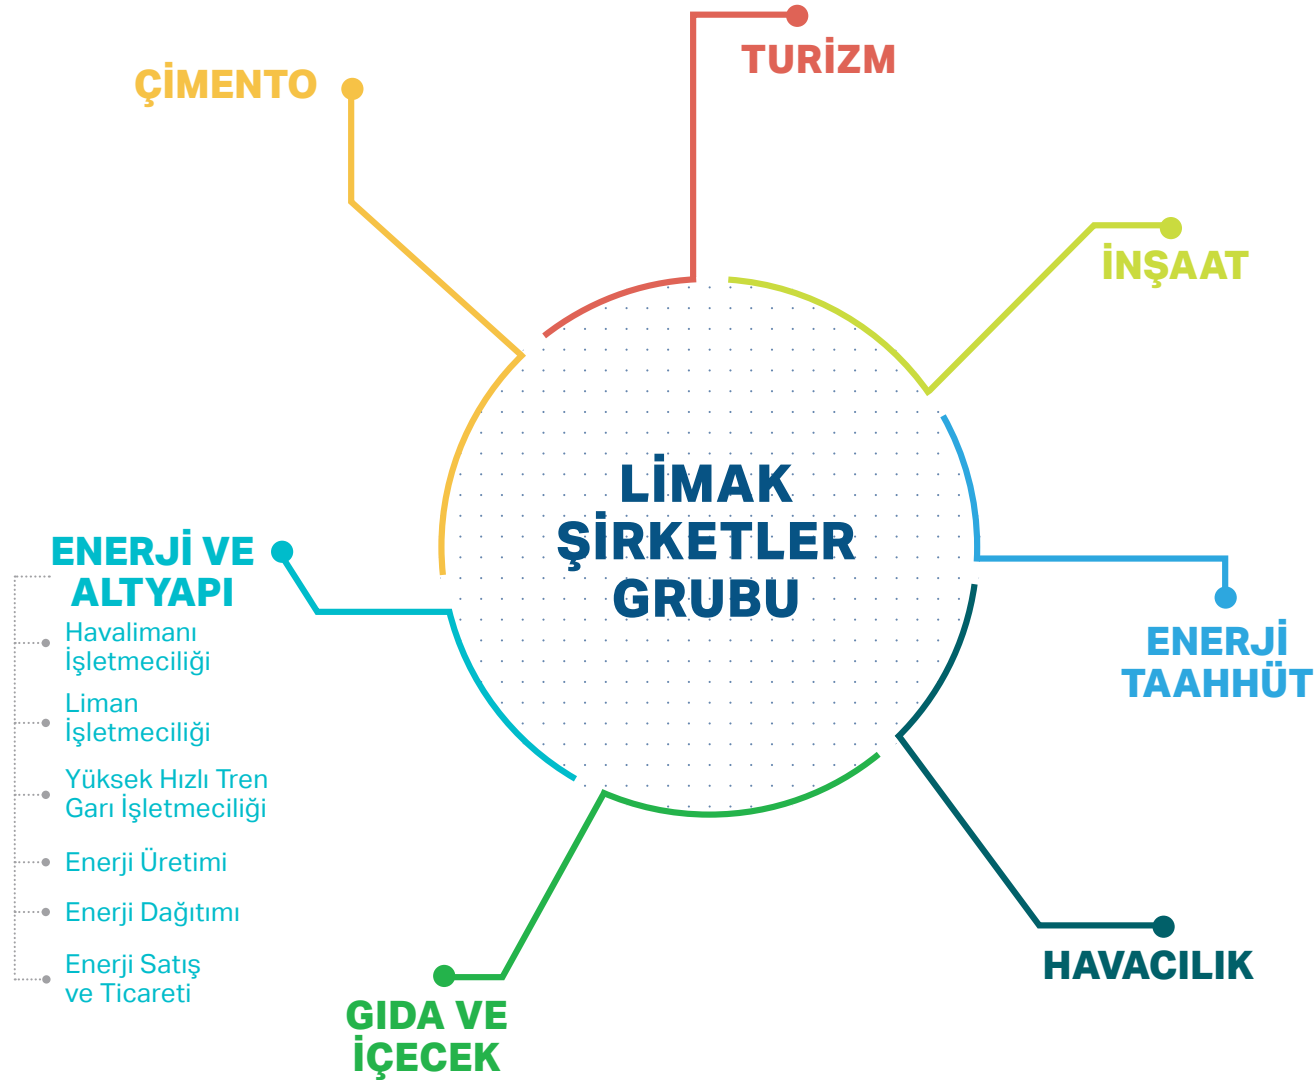 TURİZM
ÇİMENTO
İNŞAAT
LİMAK
ŞİRKETLER
GRUBU
ENERJİ VE
ALTYAPI
Havalimanı
İşletmeciliği
Liman
İşletmeciliği
Yüksek Hızlı Tren
Garı İşletmeciliği
Enerji Üretimi
Enerji Dağıtımı
Enerji Satış
ve Ticareti
ENERJİ
TAAHHÜT
HAVACILIK
GIDA VE
İÇECEK